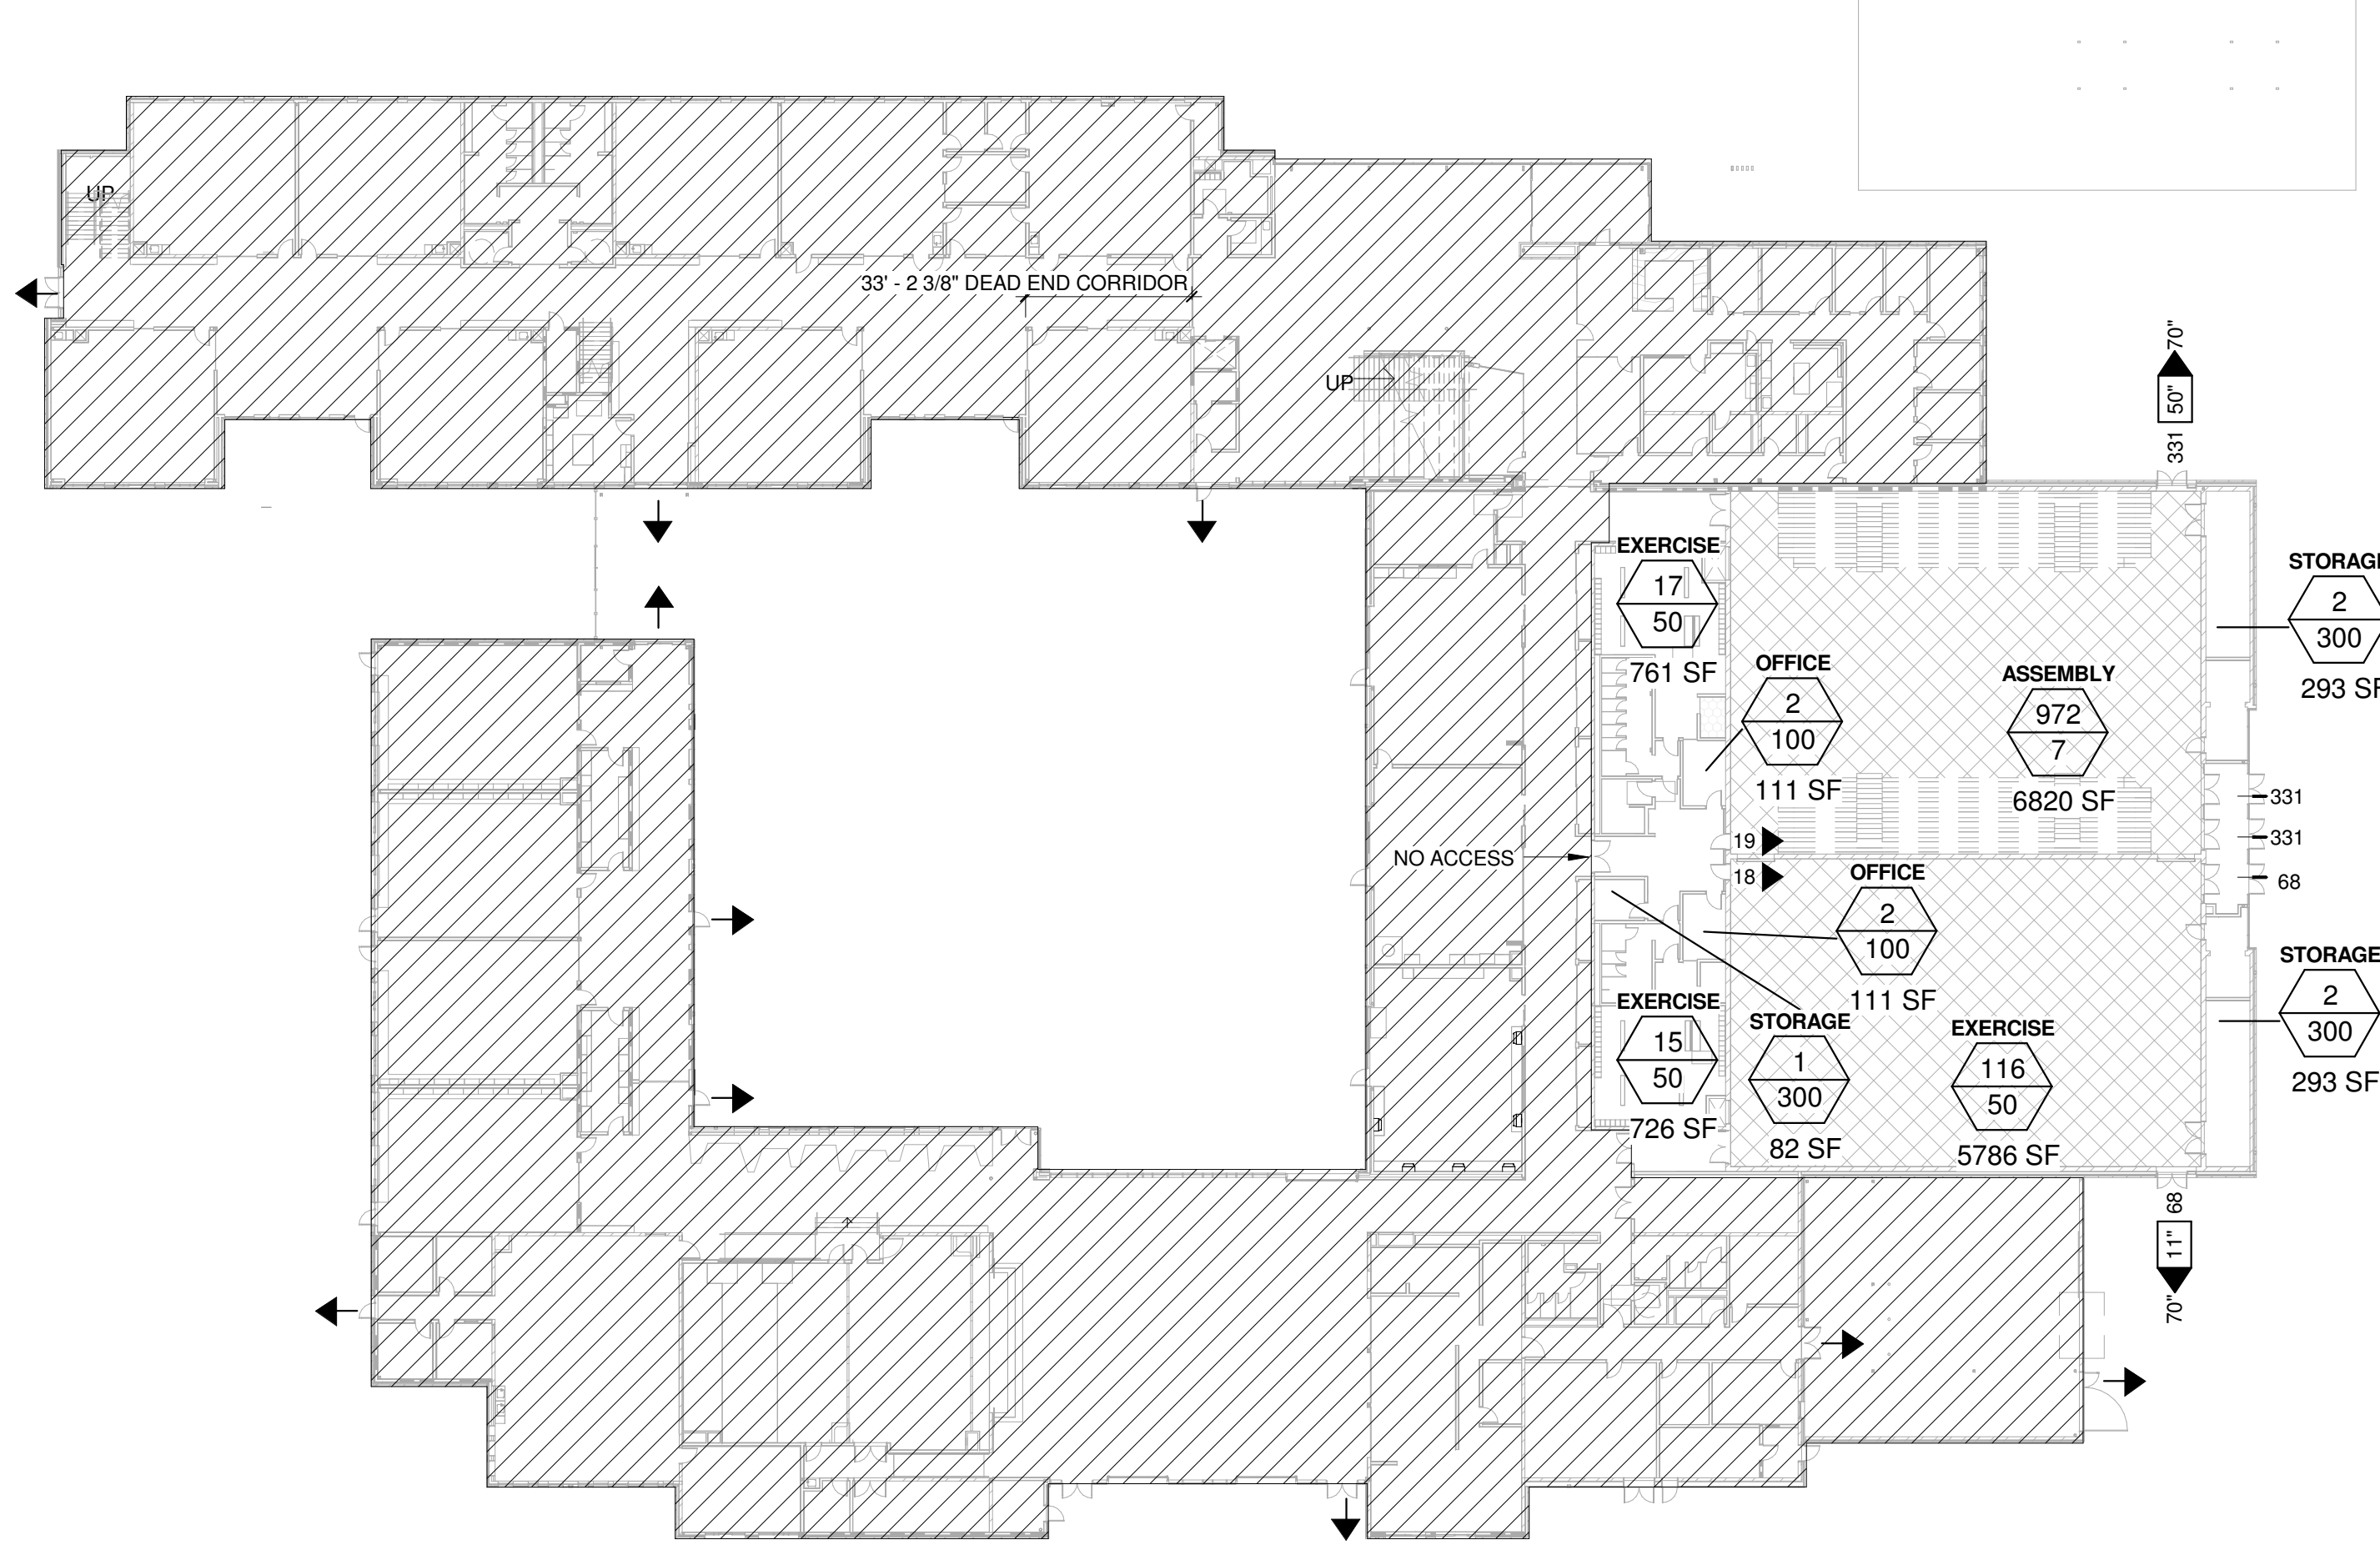 UP
33' - 2 3/8" DEAD END CORRIDOR
UP
70"
50"
331
EXERCISE
17
50
761 SF
OFFICE
2
100
111 SF
ASSEMBLY
972
7
6820 SF
STORAGE
2
300
293 SF
331
331
68
NO ACCESS
19
18
OFFICE
2
100
111 SF
EXERCISE
15
50
726 SF
STORAGE
1
300
82 SF
EXERCISE
116
50
5786 SF
STORAGE
2
300
293 SF
68
11"
70"